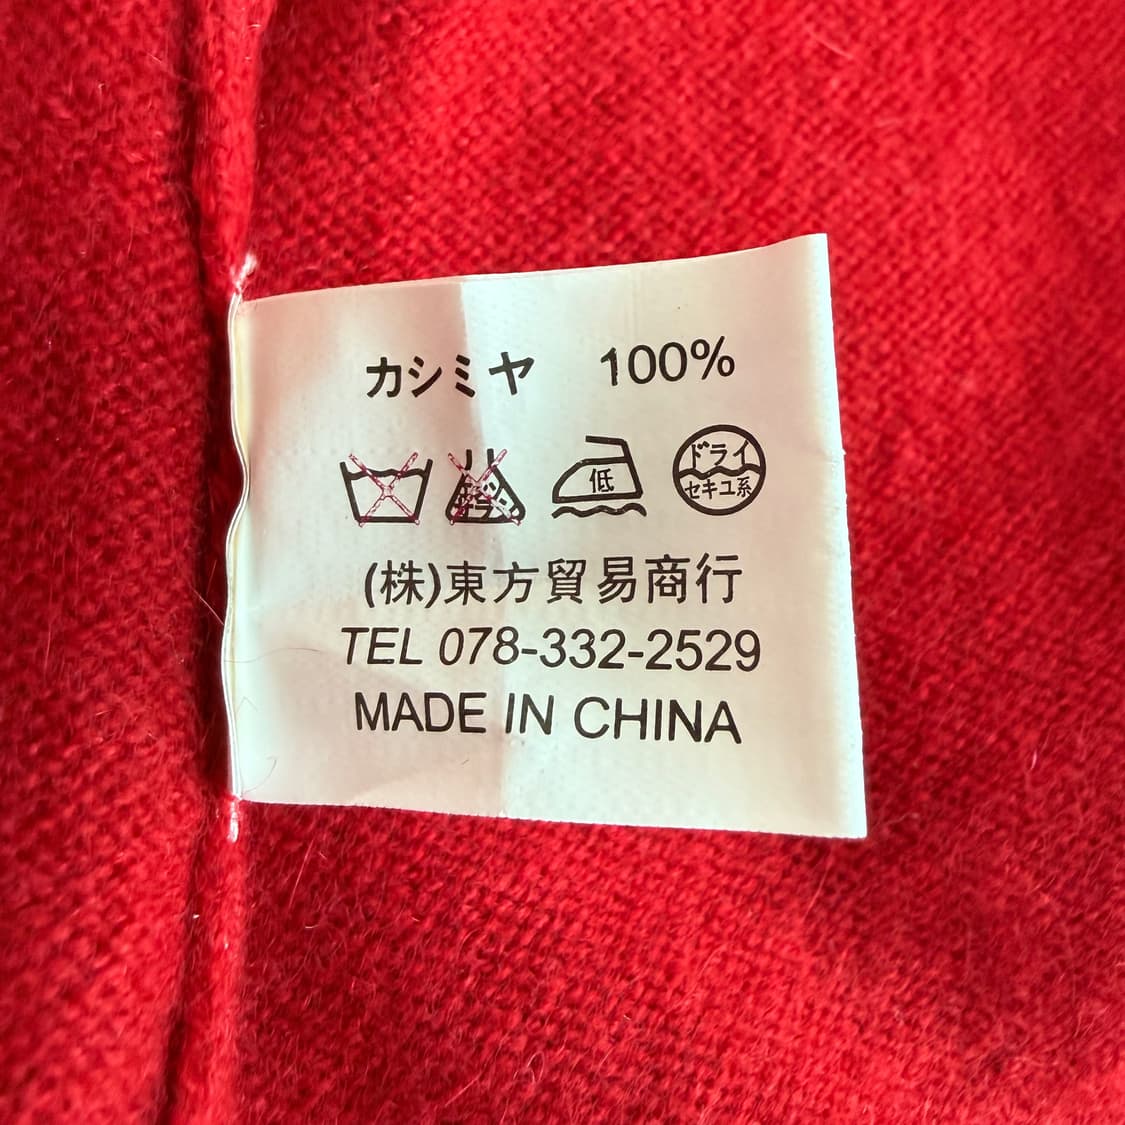 カシミヤ 100%
低 ドライ
セキユ系
(株)東方貿易商行
TEL 078-332-2529
MADE IN CHINA